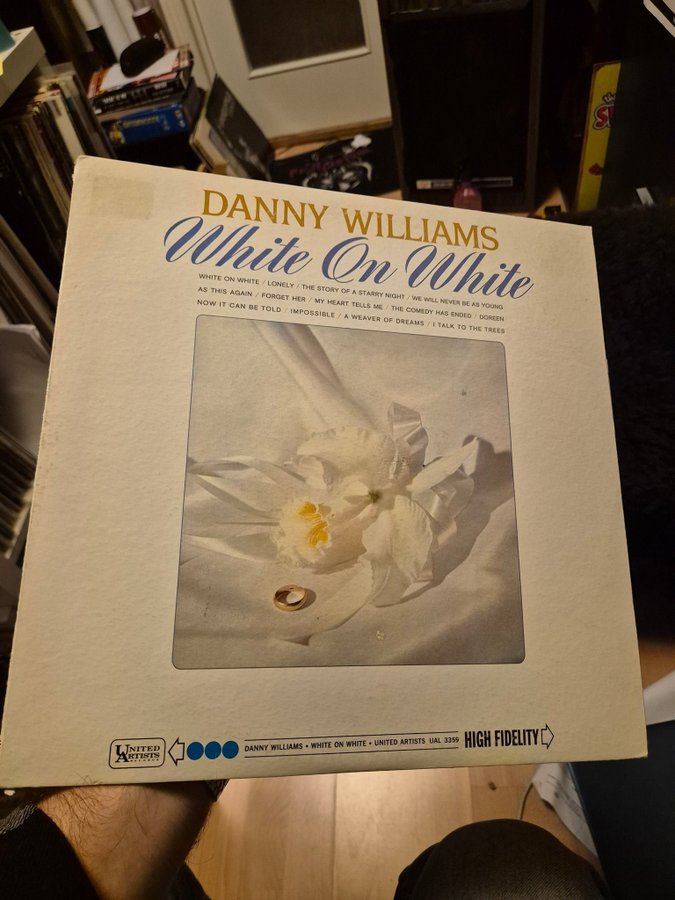 DANNY WILLIAMS
White On White
WHITE ON WHITE / LONELY / THE STORY OF A STARRY NIGHT / WE WILL NEVER BE AS YOUNG
AS THIS AGAIN / FORGET HER / MY HEART TELLS ME / THE COMEDY HAS ENDED / DOREEN
NOW IT CAN BE TOLD / IMPOSSIBLE / A WEAVER OF DREAMS / I TALK TO THE TREES
UNITED
ARTISTS
RECORDS
DANNY WILLIAMS • WHITE ON WHITE • UNITED ARTISTS UAL 3359
HIGH FIDELITY